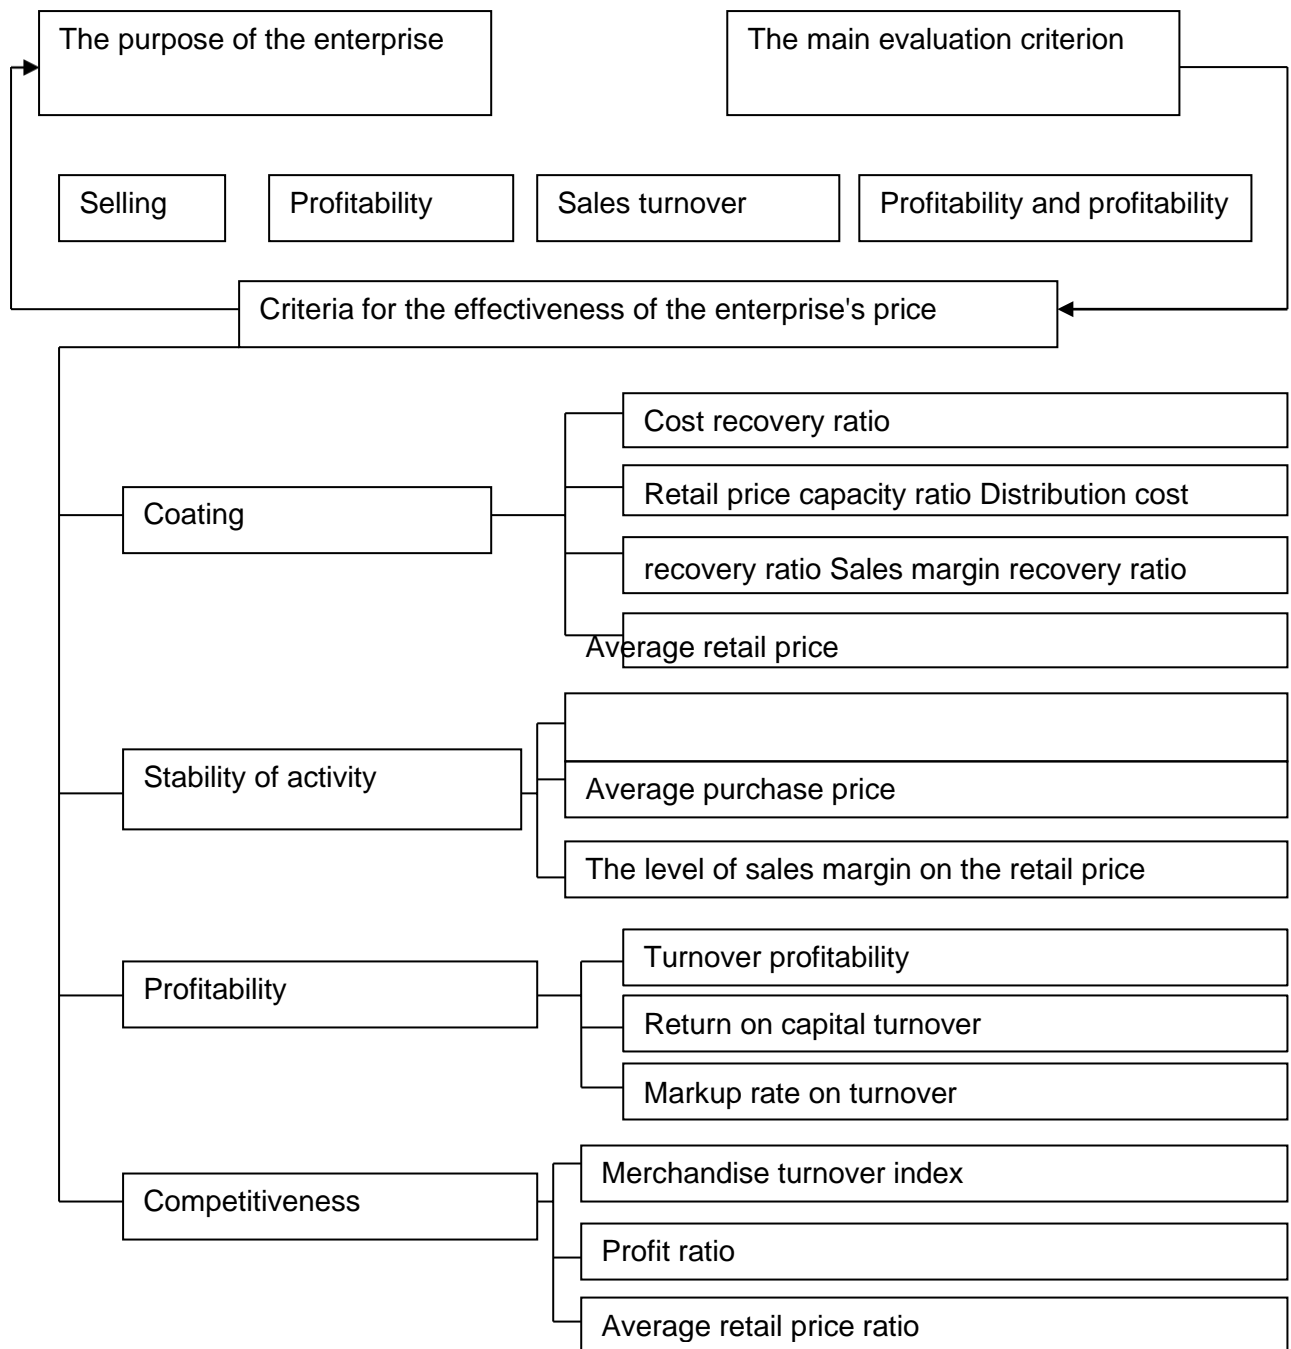 The purpose of the enterprise
The main evaluation criterion
Selling
Profitability
Sales turnover
Profitability and profitability
Criteria for the effectiveness of the enterprise's price
Coating
Cost recovery ratio
Retail price capacity ratio Distribution cost
recovery ratio Sales margin recovery ratio
Average retail price
Stability of activity
Average purchase price
The level of sales margin on the retail price
Profitability
Turnover profitability
Return on capital turnover
Markup rate on turnover
Competitiveness
Merchandise turnover index
Profit ratio
Average retail price ratio